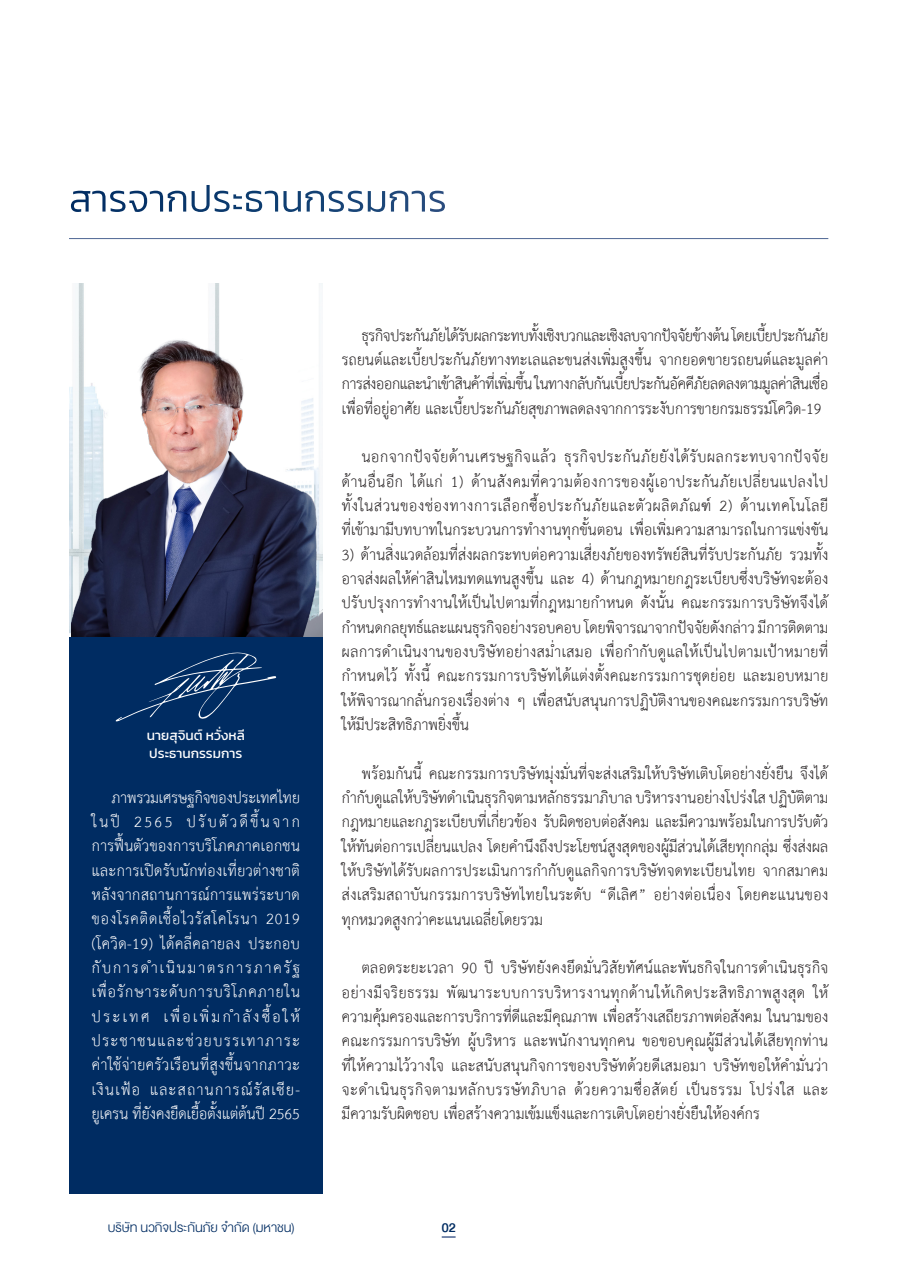 สารจากประธานกรรมการ
นายสุจินต์ หวั่งหลี
ประธานกรรมการ
ภาพรวมเศรษฐกิจของประเทศไทย
ในปี 2565 ปรับตัวดีขึ้นจาก
การฟื้นตัวของการบริโภคภาคเอกชน
และการเปิดรับนักท่องเที่ยวต่างชาติ
หลังจากสถานการณ์การแพร่ระบาด
ของโรคติดเชื้อไวรัสโคโรนา 2019
(โควิด-19) ได้คลี่คลายลง ประกอบ
กับการดำเนินมาตรการภาครัฐ
เพื่อรักษาระดับการบริโภคภายใน
ประเทศ เพื่อเพิ่มกำลังซื้อให้
ประชาชนและช่วยบรรเทาภาระ
ค่าใช้จ่ายครัวเรือนที่สูงขึ้นจากภาวะ
เงินเฟ้อ และสถานการณ์รัสเซีย-
ยูเครน ที่ยังคงยืดเยื้อตั้งแต่ต้นปี 2565
ธุรกิจประกันภัยได้รับผลกระทบทั้งเชิงบวกและเชิงลบจากปัจจัยข้างต้น โดยเบี้ยประกันภัย
รถยนต์และเบี้ยประกันภัยทางทะเลและขนส่งเพิ่มสูงขึ้น จากยอดขายรถยนต์และมูลค่า
การส่งออกและนำเข้าสินค้าที่เพิ่มขึ้น ในทางกลับกันเบี้ยประกันอัคคีภัยลดลงตามมูลค่าสินเชื่อ
เพื่อที่อยู่อาศัย และเบี้ยประกันภัยสุขภาพลดลงจากการระงับการขายกรมธรรม์โควิด-19
นอกจากปัจจัยด้านเศรษฐกิจแล้ว ธุรกิจประกันภัยยังได้รับผลกระทบจากปัจจัย
ด้านอื่นอีก ได้แก่ 1) ด้านสังคมที่ความต้องการของผู้เอาประกันภัยเปลี่ยนแปลงไป
ทั้งในส่วนของช่องทางการเลือกซื้อประกันภัยและตัวผลิตภัณฑ์ 2) ด้านเทคโนโลยี
ที่เข้ามามีบทบาทในกระบวนการทำงานทุกขั้นตอน เพื่อเพิ่มความสามารถในการแข่งขัน
3) ด้านสิ่งแวดล้อมที่ส่งผลกระทบต่อความเสี่ยงภัยของทรัพย์สินที่รับประกันภัย รวมทั้ง
อาจส่งผลให้ค่าสินไหมทดแทนสูงขึ้น และ 4) ด้านกฎหมายกฎระเบียบซึ่งบริษัทจะต้อง
ปรับปรุงการทำงานให้เป็นไปตามที่กฎหมายกำหนด ดังนั้น คณะกรรมการบริษัทจึงได้
กำหนดกลยุทธ์และแผนธุรกิจอย่างรอบคอบ โดยพิจารณาจากปัจจัยดังกล่าว มีการติดตาม
ผลการดำเนินงานของบริษัทอย่างสม่ำเสมอ เพื่อกำกับดูแลให้เป็นไปตามเป้าหมายที่
กำหนดไว้ ทั้งนี้ คณะกรรมการบริษัทได้แต่งตั้งคณะกรรมการชุดย่อย และมอบหมาย
ให้พิจารณากลั่นกรองเรื่องต่าง ๆ เพื่อสนับสนุนการปฏิบัติงานของคณะกรรมการบริษัท
ให้มีประสิทธิภาพยิ่งขึ้น
พร้อมกันนี้ คณะกรรมการบริษัทมุ่งมั่นที่จะส่งเสริมให้บริษัทเติบโตอย่างยั่งยืน จึงได้
กำกับดูแลให้บริษัทดำเนินธุรกิจตามหลักธรรมาภิบาล บริหารงานอย่างโปร่งใส ปฏิบัติตาม
กฎหมายและกฎระเบียบที่เกี่ยวข้อง รับผิดชอบต่อสังคม และมีความพร้อมในการปรับตัว
ให้ทันต่อการเปลี่ยนแปลง โดยคำนึงถึงประโยชน์สูงสุดของผู้มีส่วนได้เสียทุกกลุ่ม ซึ่งส่งผล
ให้บริษัทได้รับผลการประเมินการกำกับดูแลกิจการบริษัทจดทะเบียนไทย จากสมาคม
ส่งเสริมสถาบันกรรมการบริษัทไทยในระดับ “ดีเลิศ” อย่างต่อเนื่อง โดยคะแนนของ
ทุกหมวดสูงกว่าคะแนนเฉลี่ยโดยรวม
ตลอดระยะเวลา 90 ปี บริษัทยังคงยึดมั่นวิสัยทัศน์และพันธกิจในการดำเนินธุรกิจ
อย่างมีจริยธรรม พัฒนาระบบการบริหารงานทุกด้านให้เกิดประสิทธิภาพสูงสุด ให้
ความคุ้มครองและการบริการที่ดีและมีคุณภาพ เพื่อสร้างเสถียรภาพต่อสังคม ในนามของ
คณะกรรมการบริษัท ผู้บริหาร และพนักงานทุกคน ขอขอบคุณผู้มีส่วนได้เสียทุกท่าน
ที่ให้ความไว้วางใจ และสนับสนุนกิจการของบริษัทด้วยดีเสมอมา บริษัทขอให้คำมั่นว่า
จะดำเนินธุรกิจตามหลักบรรษัทภิบาล ด้วยความซื่อสัตย์ เป็นธรรม โปร่งใส และ
มีความรับผิดชอบ เพื่อสร้างความเข้มแข็งและการเติบโตอย่างยั่งยืนให้องค์กร
บริษัท นวกิจประกันภัย จำกัด (มหาชน)
02